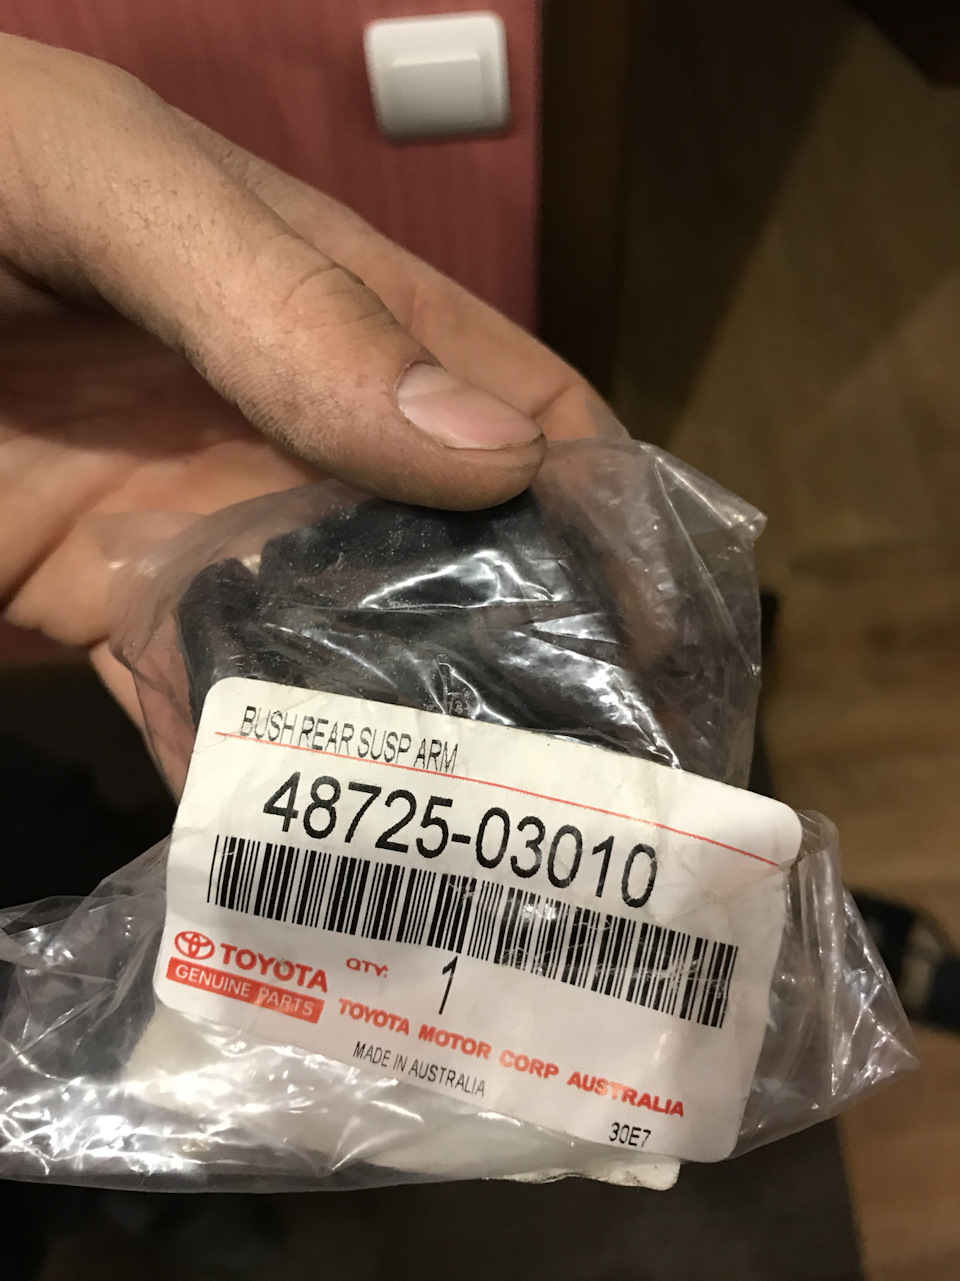 BUSH REAR SUSP ARM
48725-03010
TOYOTA
GENUINE PARTS
QTY: 1
TOYOTA MOTOR CORP AUSTRALIA
MADE IN AUSTRALIA
30E7